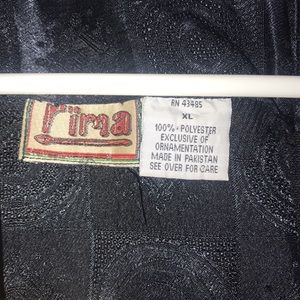 rima
RN 43485
XL
100% POLYESTER
EXCLUSIVE OF
ORNAMENTATION
MADE IN PAKISTAN
SEE OVER FOR CARE